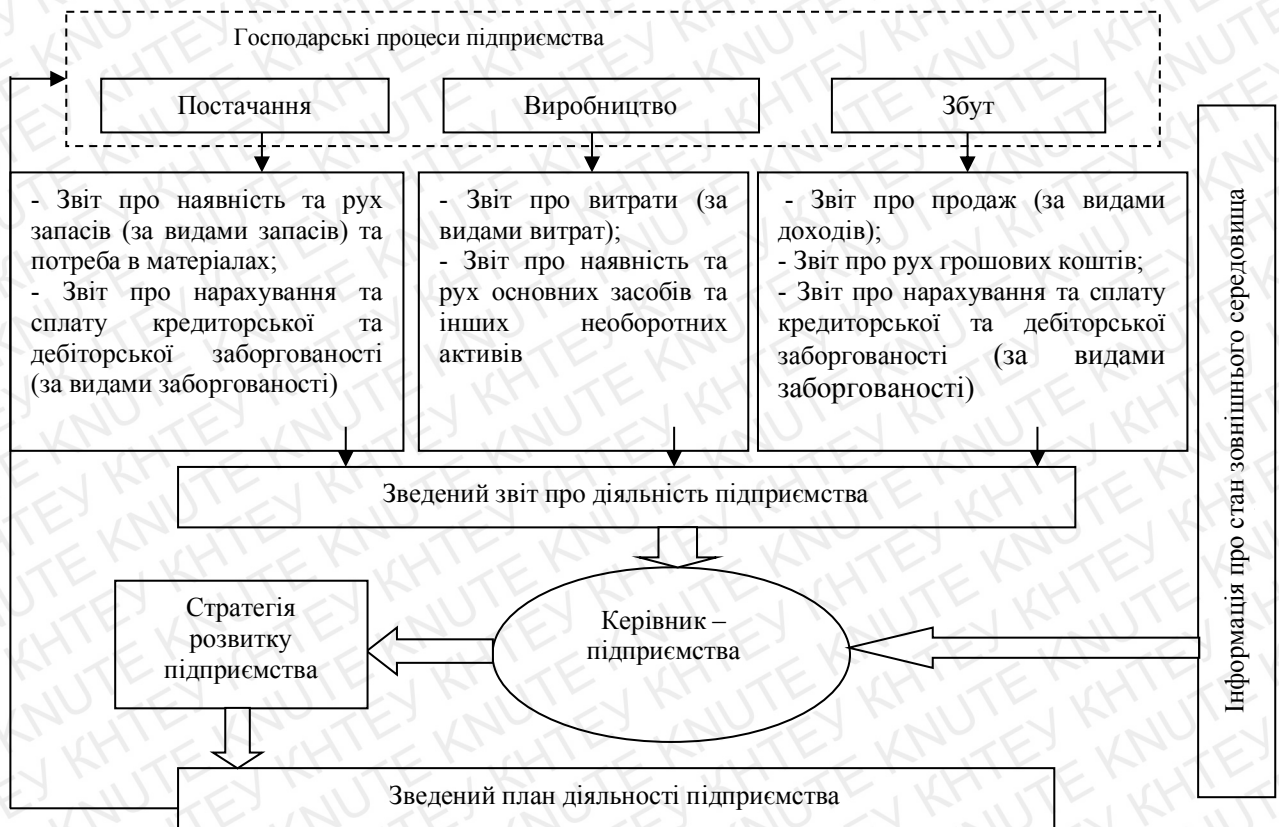 Господарські процеси підприємства
Постачання
Виробництво
Збут
- Звіт про наявність та рух
запасів (за видами запасів) та
потреба в матеріалах;
- Звіт про нарахування та
сплату кредиторської та
дебіторської заборгованості
(за видами заборгованості)
- Звіт про витрати (за
видами витрат);
- Звіт про наявність та
рух основних засобів та
інших необоротних
активів
- Звіт про продаж (за видами
доходів);
- Звіт про рух грошових коштів;
- Звіт про нарахування та сплату
кредиторської та дебіторської
заборгованості (за видами
заборгованості)
Інформація про стан зовнішнього середовища
Зведений звіт про діяльність підприємства
Керівник –
підприємства
Стратегія
розвитку
підприємства
Зведений план діяльності підприємства